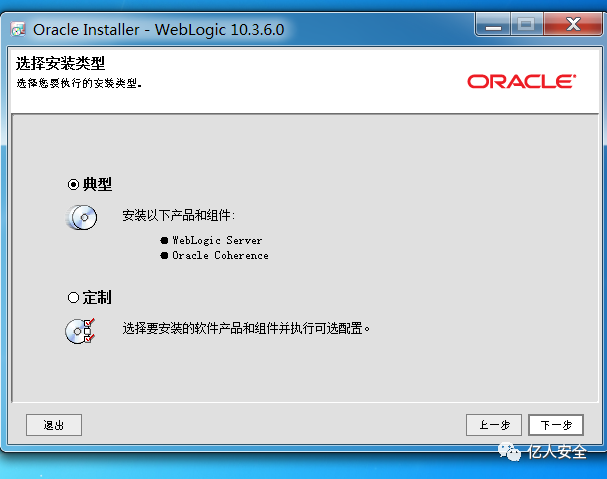 Oracle Installer - WebLogic 10.3.6.0
选择安装类型
选择您要执行的安装类型。
ORACLE
典型
安装以下产品和组件:
WebLogic Server
Oracle Coherence
定制
选择要安装的软件产品和组件并执行可选配置。
退出
上一步
下一步
亿人安全